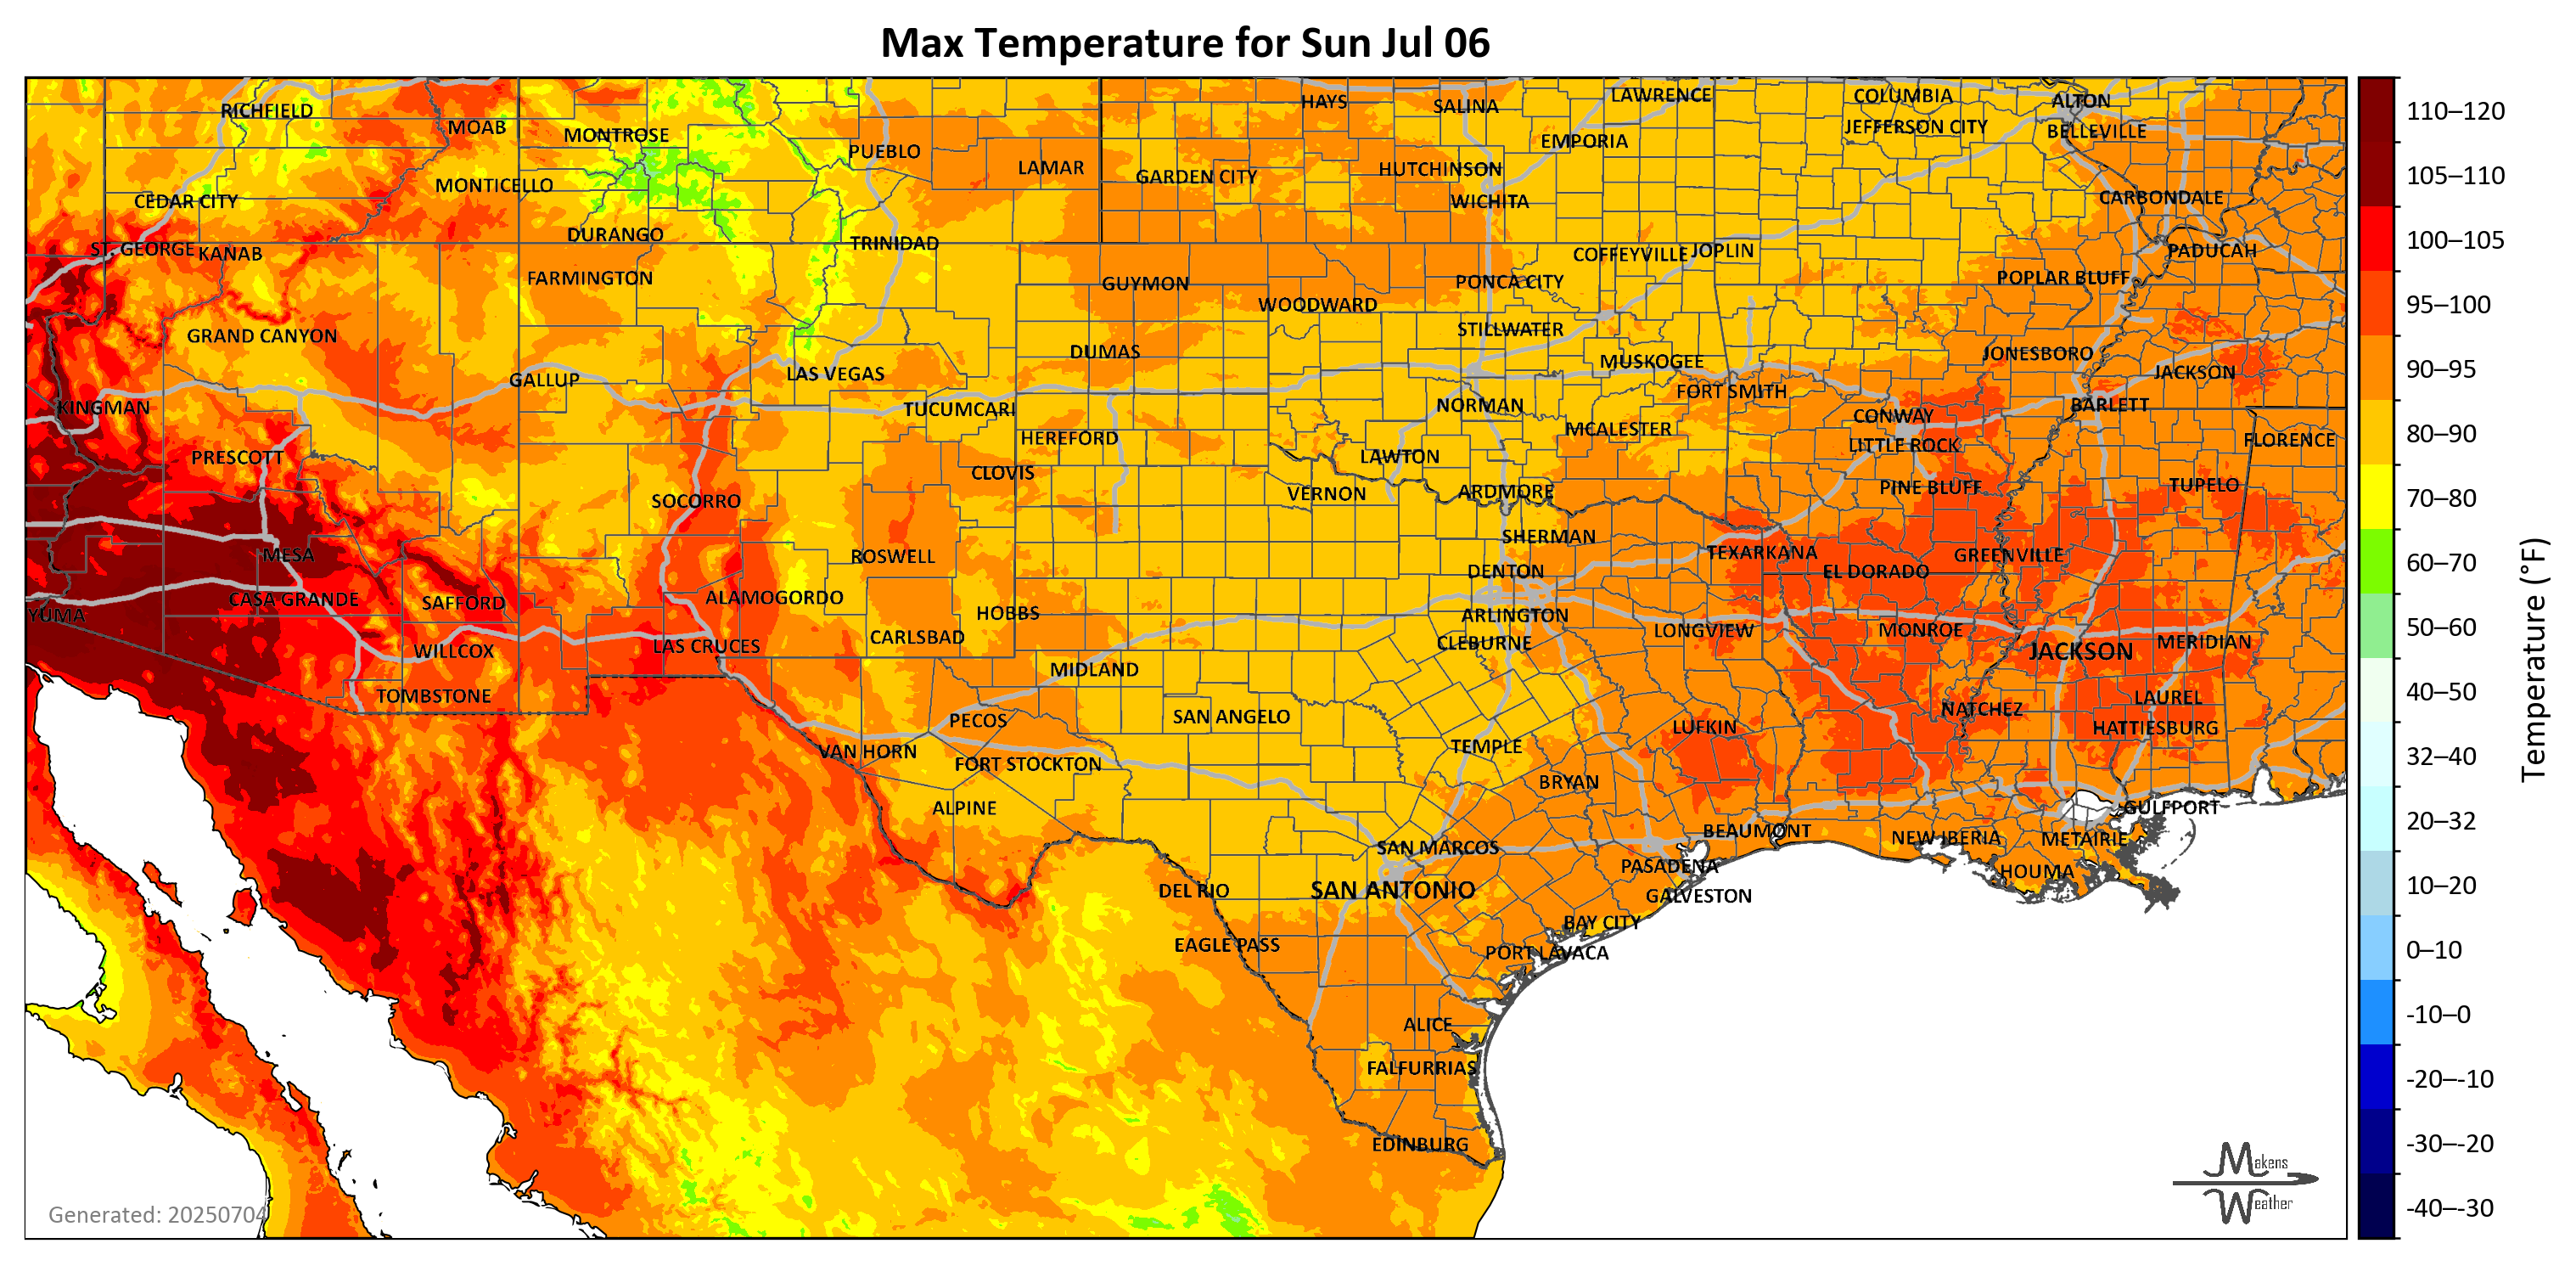 Max Temperature for Sun Jul 06
RICHFIELD
MOAB
MONTROSE
PUEBLO
LAMAR
HAYS
SALINA
LAWRENCE
COLUMBIA
ALTON
EMPORIA
JEFFERSON CITY
BELLEVILLE
CEDAR CITY
MONTICELLO
GARDEN CITY
HUTCHINSON
WICHITA
CARBONDALE
ST. GEORGE
KANAB
DURANGO
TRINIDAD
COFFEYVILLE
JOPLIN
PADUCAH
FARMINGTON
GUYMON
WOODWARD
PONCA CITY
POPLAR BLUFF
GRAND CANYON
DUMAS
STILLWATER
MUSKOGEE
JONESBORO
GALLUP
LAS VEGAS
FORT SMITH
JACKSON
KINGMAN
TUCUMCARI
NORMAN
CONWAY
BARLETT
PRESCOTT
HEREFORD
MCALESTER
LITTLE ROCK
FLORENCE
CLOVIS
LAWTON
SOCORRO
VERNON
ARDMORE
PINE BLUFF
TUPELO
MESA
ROSWELL
SHERMAN
TEXARKANA
GREENVILLE
DENTON
EL DORADO
YUMA
CASA GRANDE
SAFFORD
ALAMOGORDO
HOBBS
ARLINGTON
WILLCOX
LAS CRUCES
CARLSBAD
CLEBURNE
LONGVIEW
MONROE
JACKSON
MERIDIAN
TOMBSTONE
MIDLAND
LAUREL
PECOS
SAN ANGELO
NATCHEZ
VAN HORN
FORT STOCKTON
TEMPLE
LUFKIN
HATTIESBURG
ALPINE
BRYAN
GULFPORT
SAN MARCOS
BEAUMONT
NEW IBERIA
METAIRIE
DEL RIO
SAN ANTONIO
PASADENA
GALVESTON
HOUMA
EAGLE PASS
BAY CITY
PORT LAVACA
ALICE
FALFURRIAS
EDINBURG
Generated: 20250704
Makens
Weather
110–120
105–110
100–105
95–100
90–95
80–90
70–80
60–70
50–60
40–50
32–40
20–32
10–20
0–10
-10–0
-20–-10
-30–-20
-40–-30
Temperature (°F)